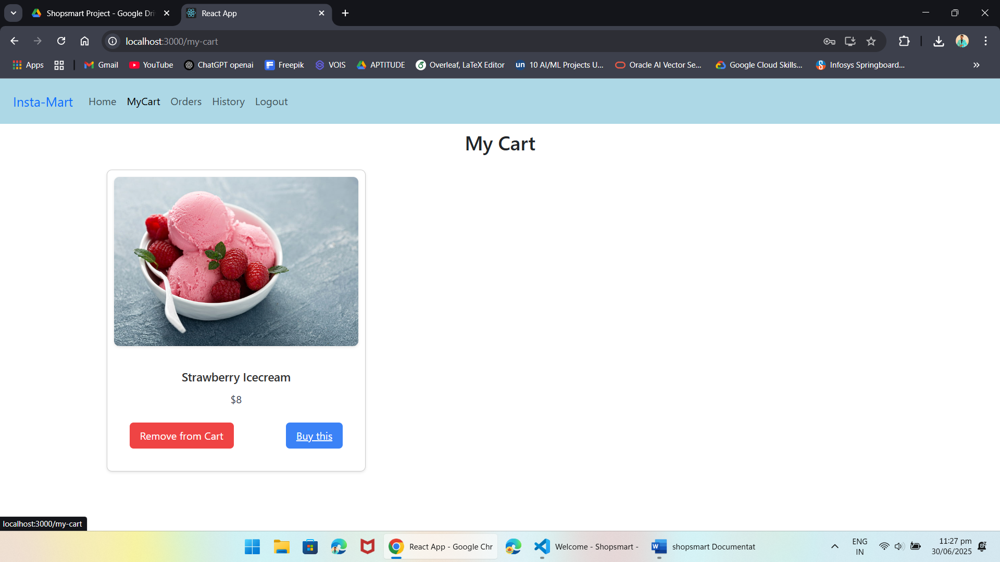 Shopsmart Project - Google Dri
React App
localhost:3000/my-cart
Apps
Gmail
YouTube
ChatGPT openai
Freepik
VOIS
APTITUDE
Overleaf, LaTeX Editor
un 10 AI/ML Projects U...
Oracle AI Vector Se...
Google Cloud Skills...
Infosys Springboard...
Insta-Mart Home MyCart Orders History Logout
My Cart
Strawberry Icecream
$8
Remove from Cart
Buy this
localhost:3000/my-cart
React App - Google Chr
Welcome - Shopsmart -
shopsmart Documentat
ENG
IN
11:27 pm
30/06/2025